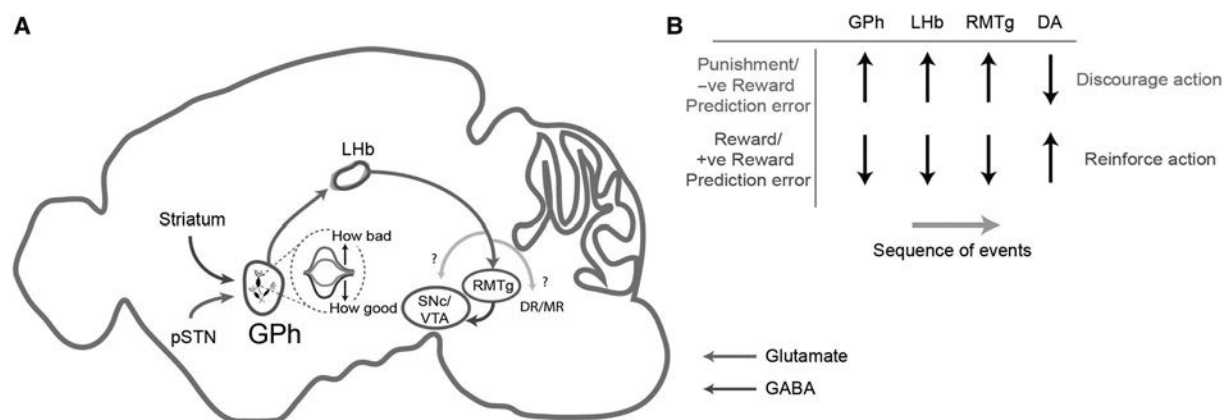 A
LHb
Striatum
How bad
?
?
RMTg
SNc/
VTA
DR/MR
How good
pSTN
GPh
Glutamate
GABA
B
GPh LHb RMTg DA
Punishment/
–ve Reward
Prediction error
Discourage action
Reward/
+ve Reward
Prediction error
Reinforce action
Sequence of events